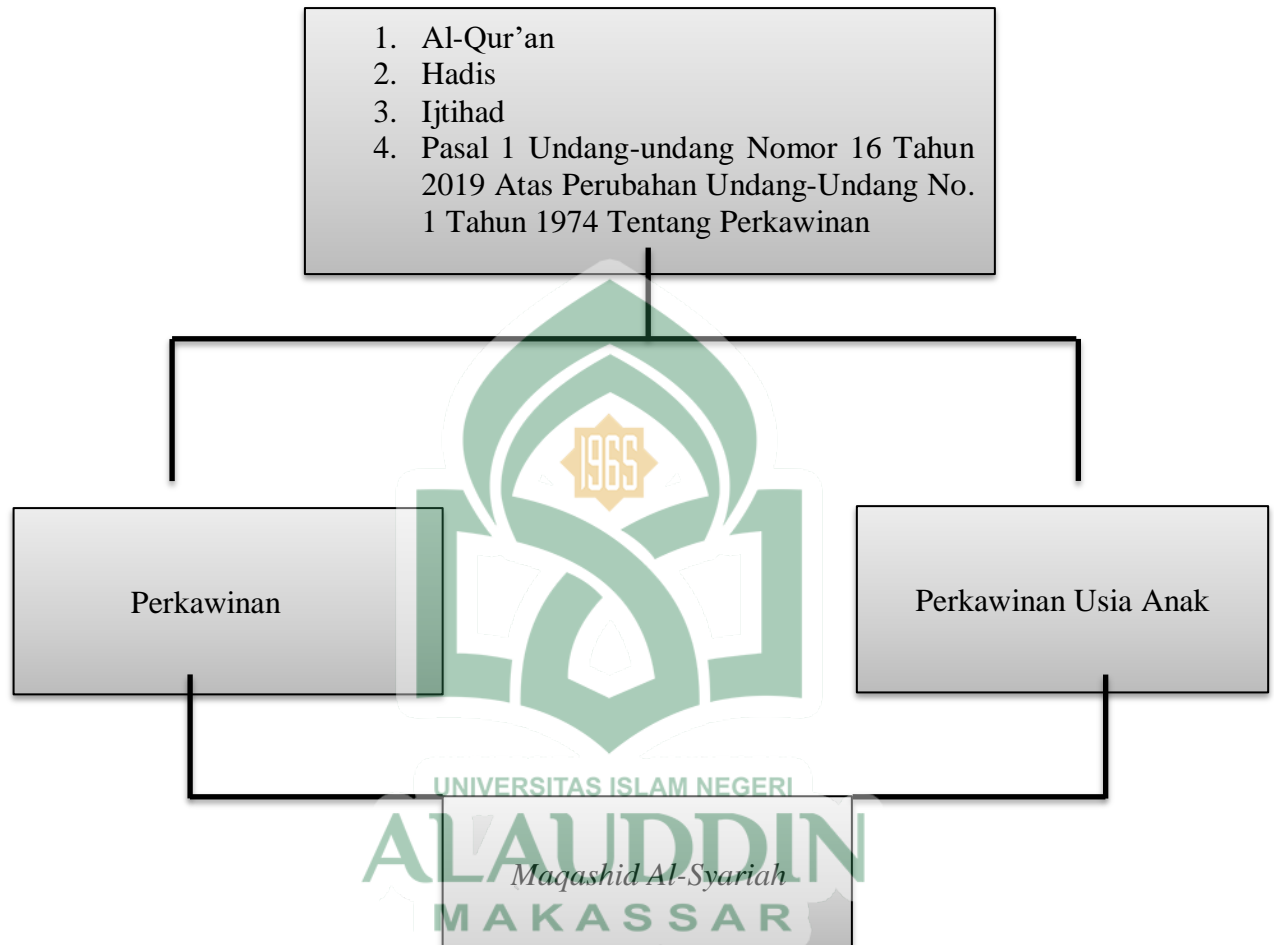 1. Al-Qur’an
2. Hadis
3. Ijtihad
4. Pasal 1 Undang-undang Nomor 16 Tahun
2019 Atas Perubahan Undang-Undang No.
1 Tahun 1974 Tentang Perkawinan
1965
Perkawinan
Perkawinan Usia Anak
UNIVERSITAS ISLAM NEGERI
ALAUDDIN
Maqashid Al-Syariah
MAKASSAR